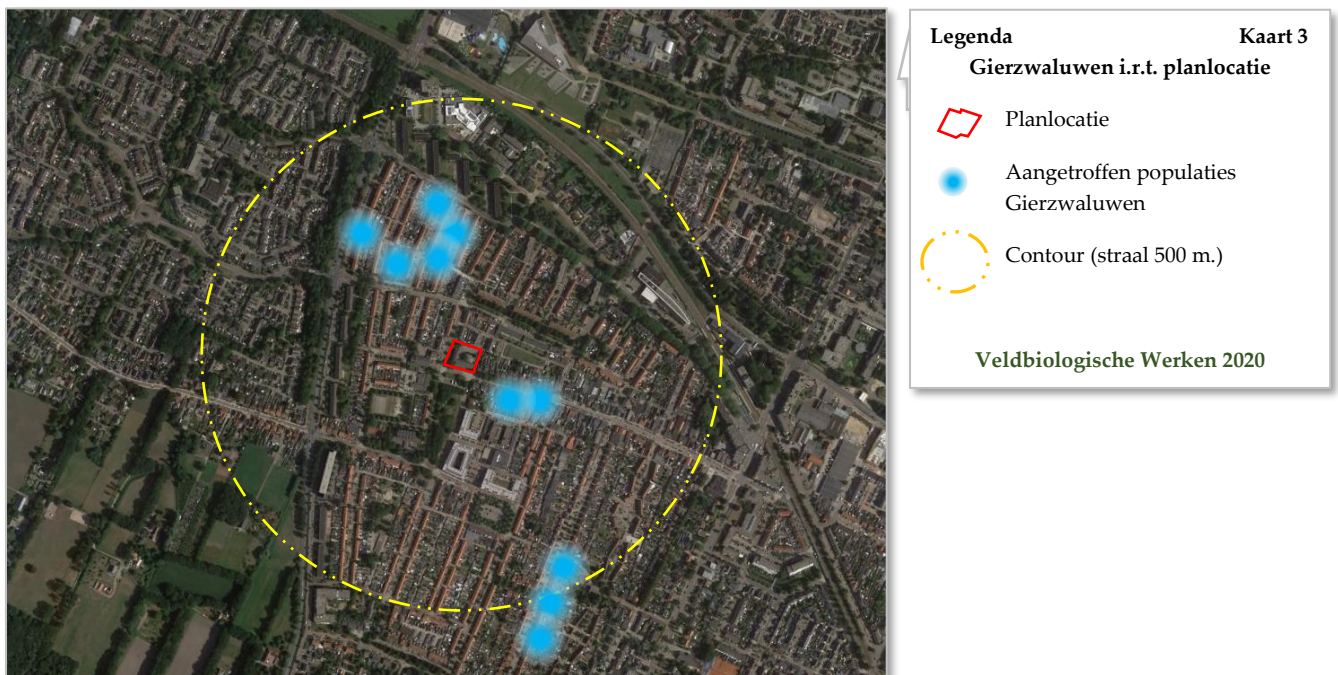 Legenda Kaart 3
Gierzwaluwen i.r.t. planlocatie
Planlocatie
Aangetroffen populaties
Gierzwaluwen
Contour (straal 500 m.)
Veldbiologische Werken 2020